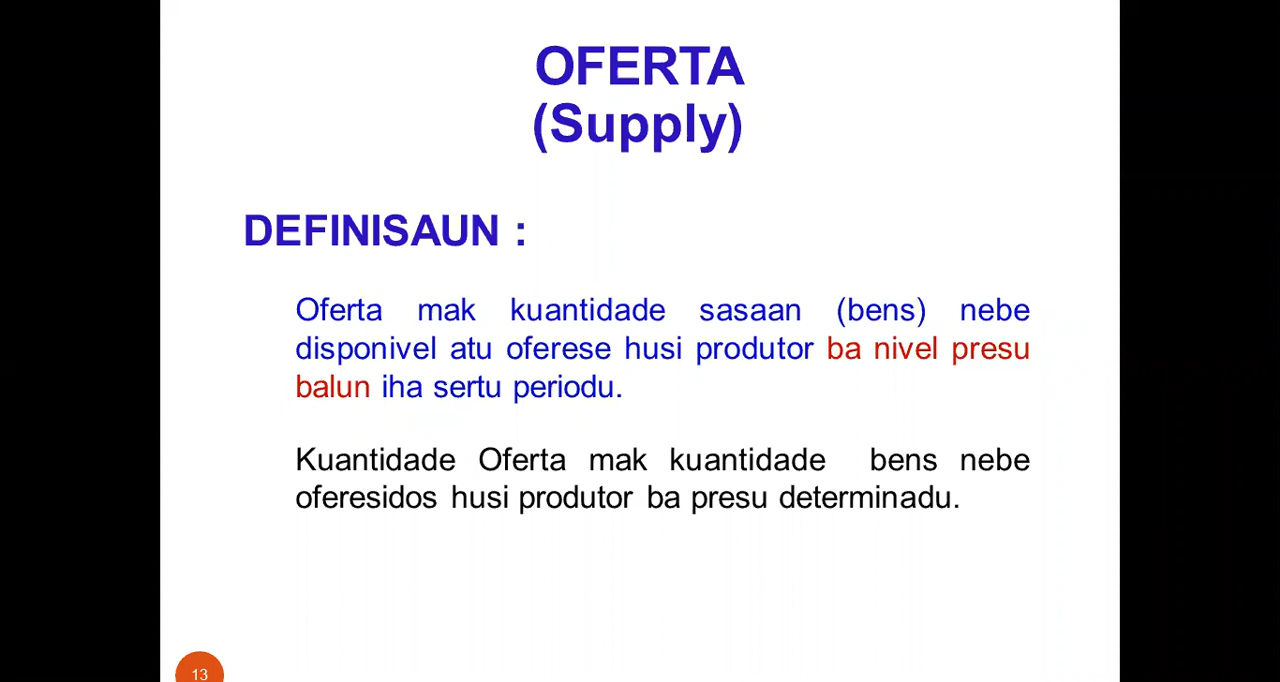 OFERTA
(Supply)
DEFINISAUN :
Oferta mak kuantidade sasaan (bens) nebe
disponivel atu oferese husi produtor ba nivel presu
balun iha sertu periodu.
Kuantidade Oferta mak kuantidade bens nebe
oferesidos husi produtor ba presu determinadu.
13